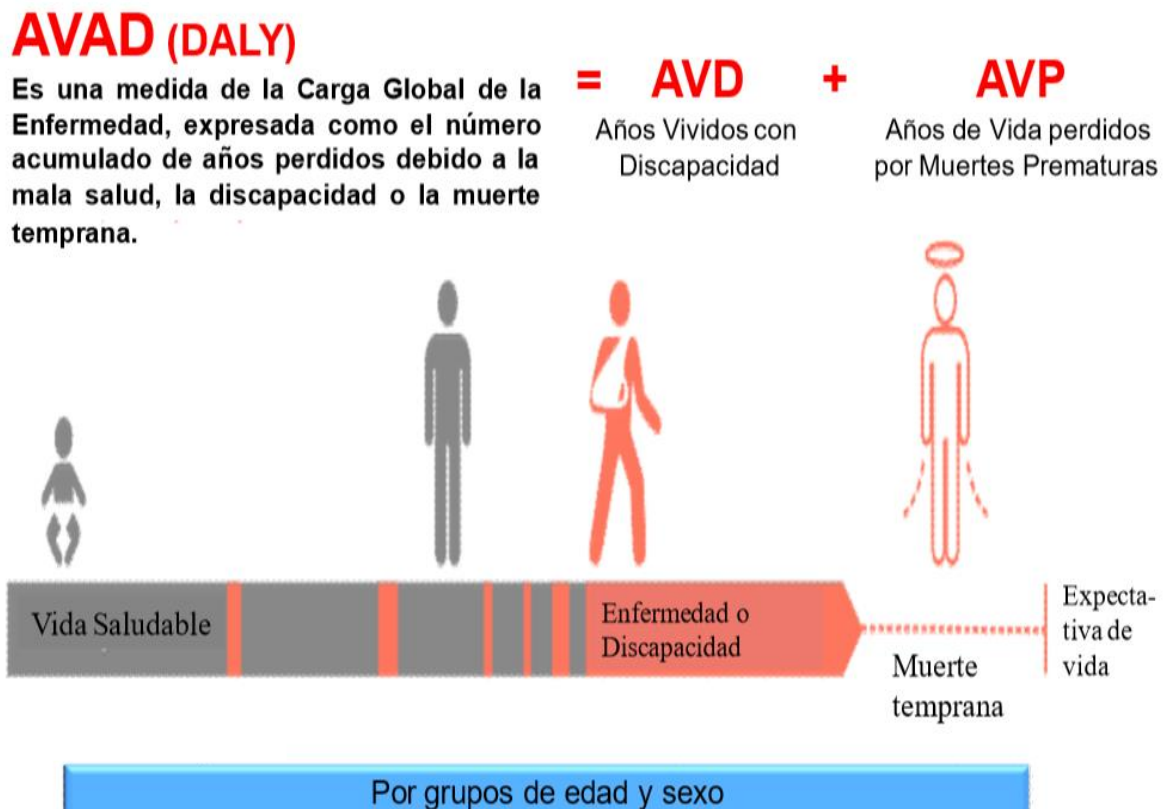 AVAD (DALY)
Es una medida de la Carga Global de la
Enfermedad, expresada como el número
acumulado de años perdidos debido a la
mala salud, la discapacidad o la muerte
temprana.
= AVD + AVP
Años Vividos con
Discapacidad
Años de Vida perdidos
por Muertes Prematuras
Vida Saludable
Enfermedad o
Discapacidad
Muerte
temprana
Expecta-
tiva de
vida
Por grupos de edad y sexo